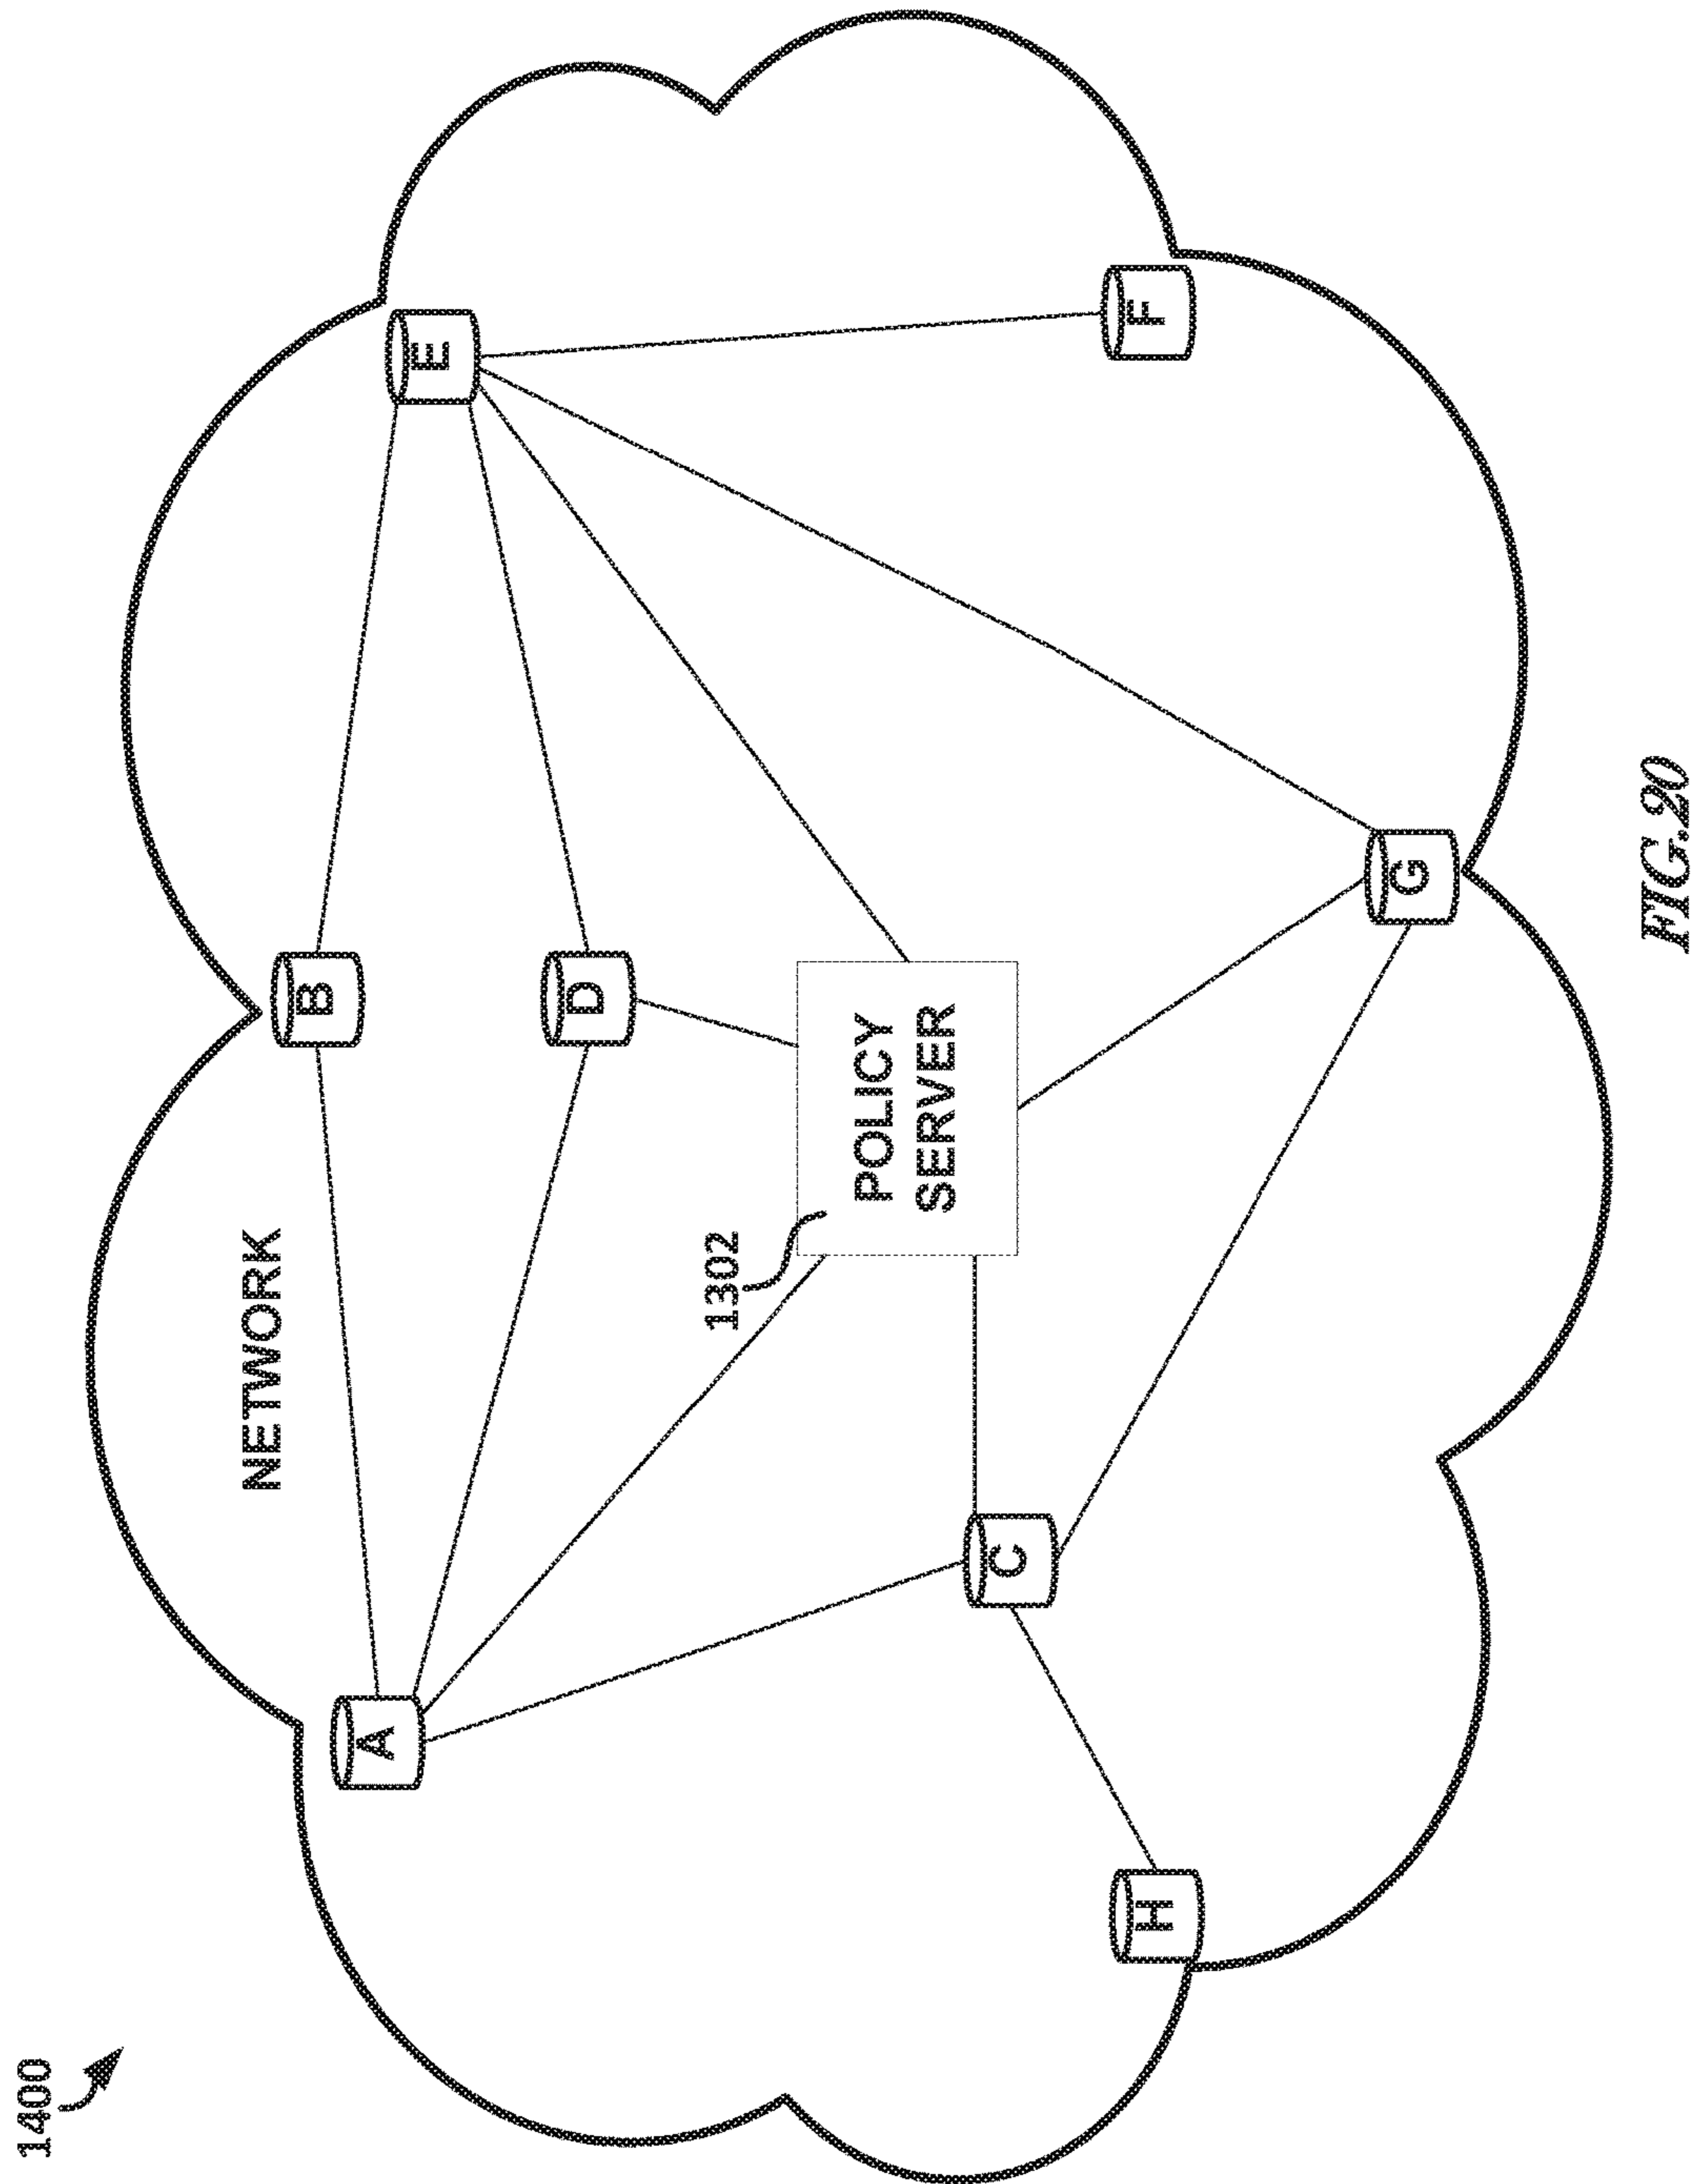 1400
NETWORK
A
B
E
D
1302
POLICY
SERVER
C
H
F
G
FIG.20